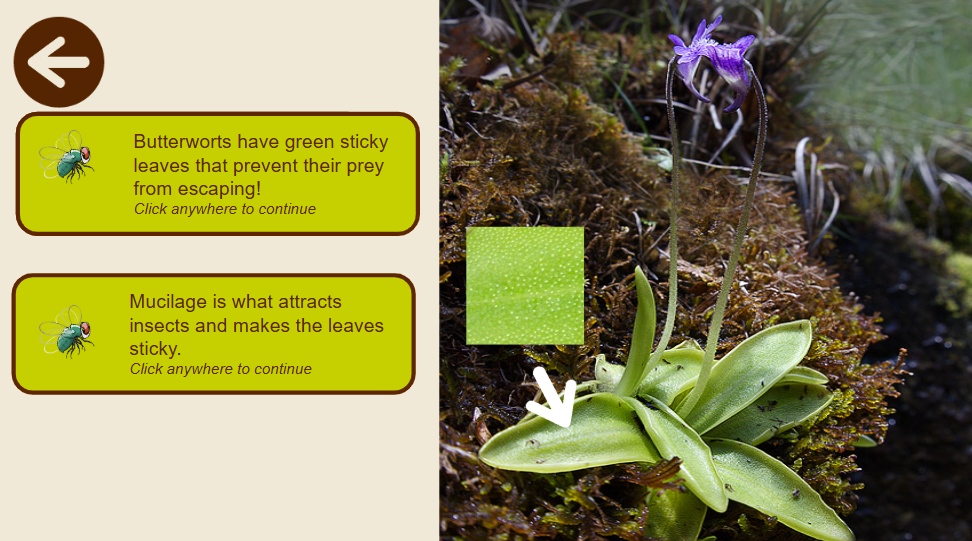 Butterworts have green sticky
leaves that prevent their prey
from escaping!
Click anywhere to continue
Mucilage is what attracts
insects and makes the leaves
sticky.
Click anywhere to continue